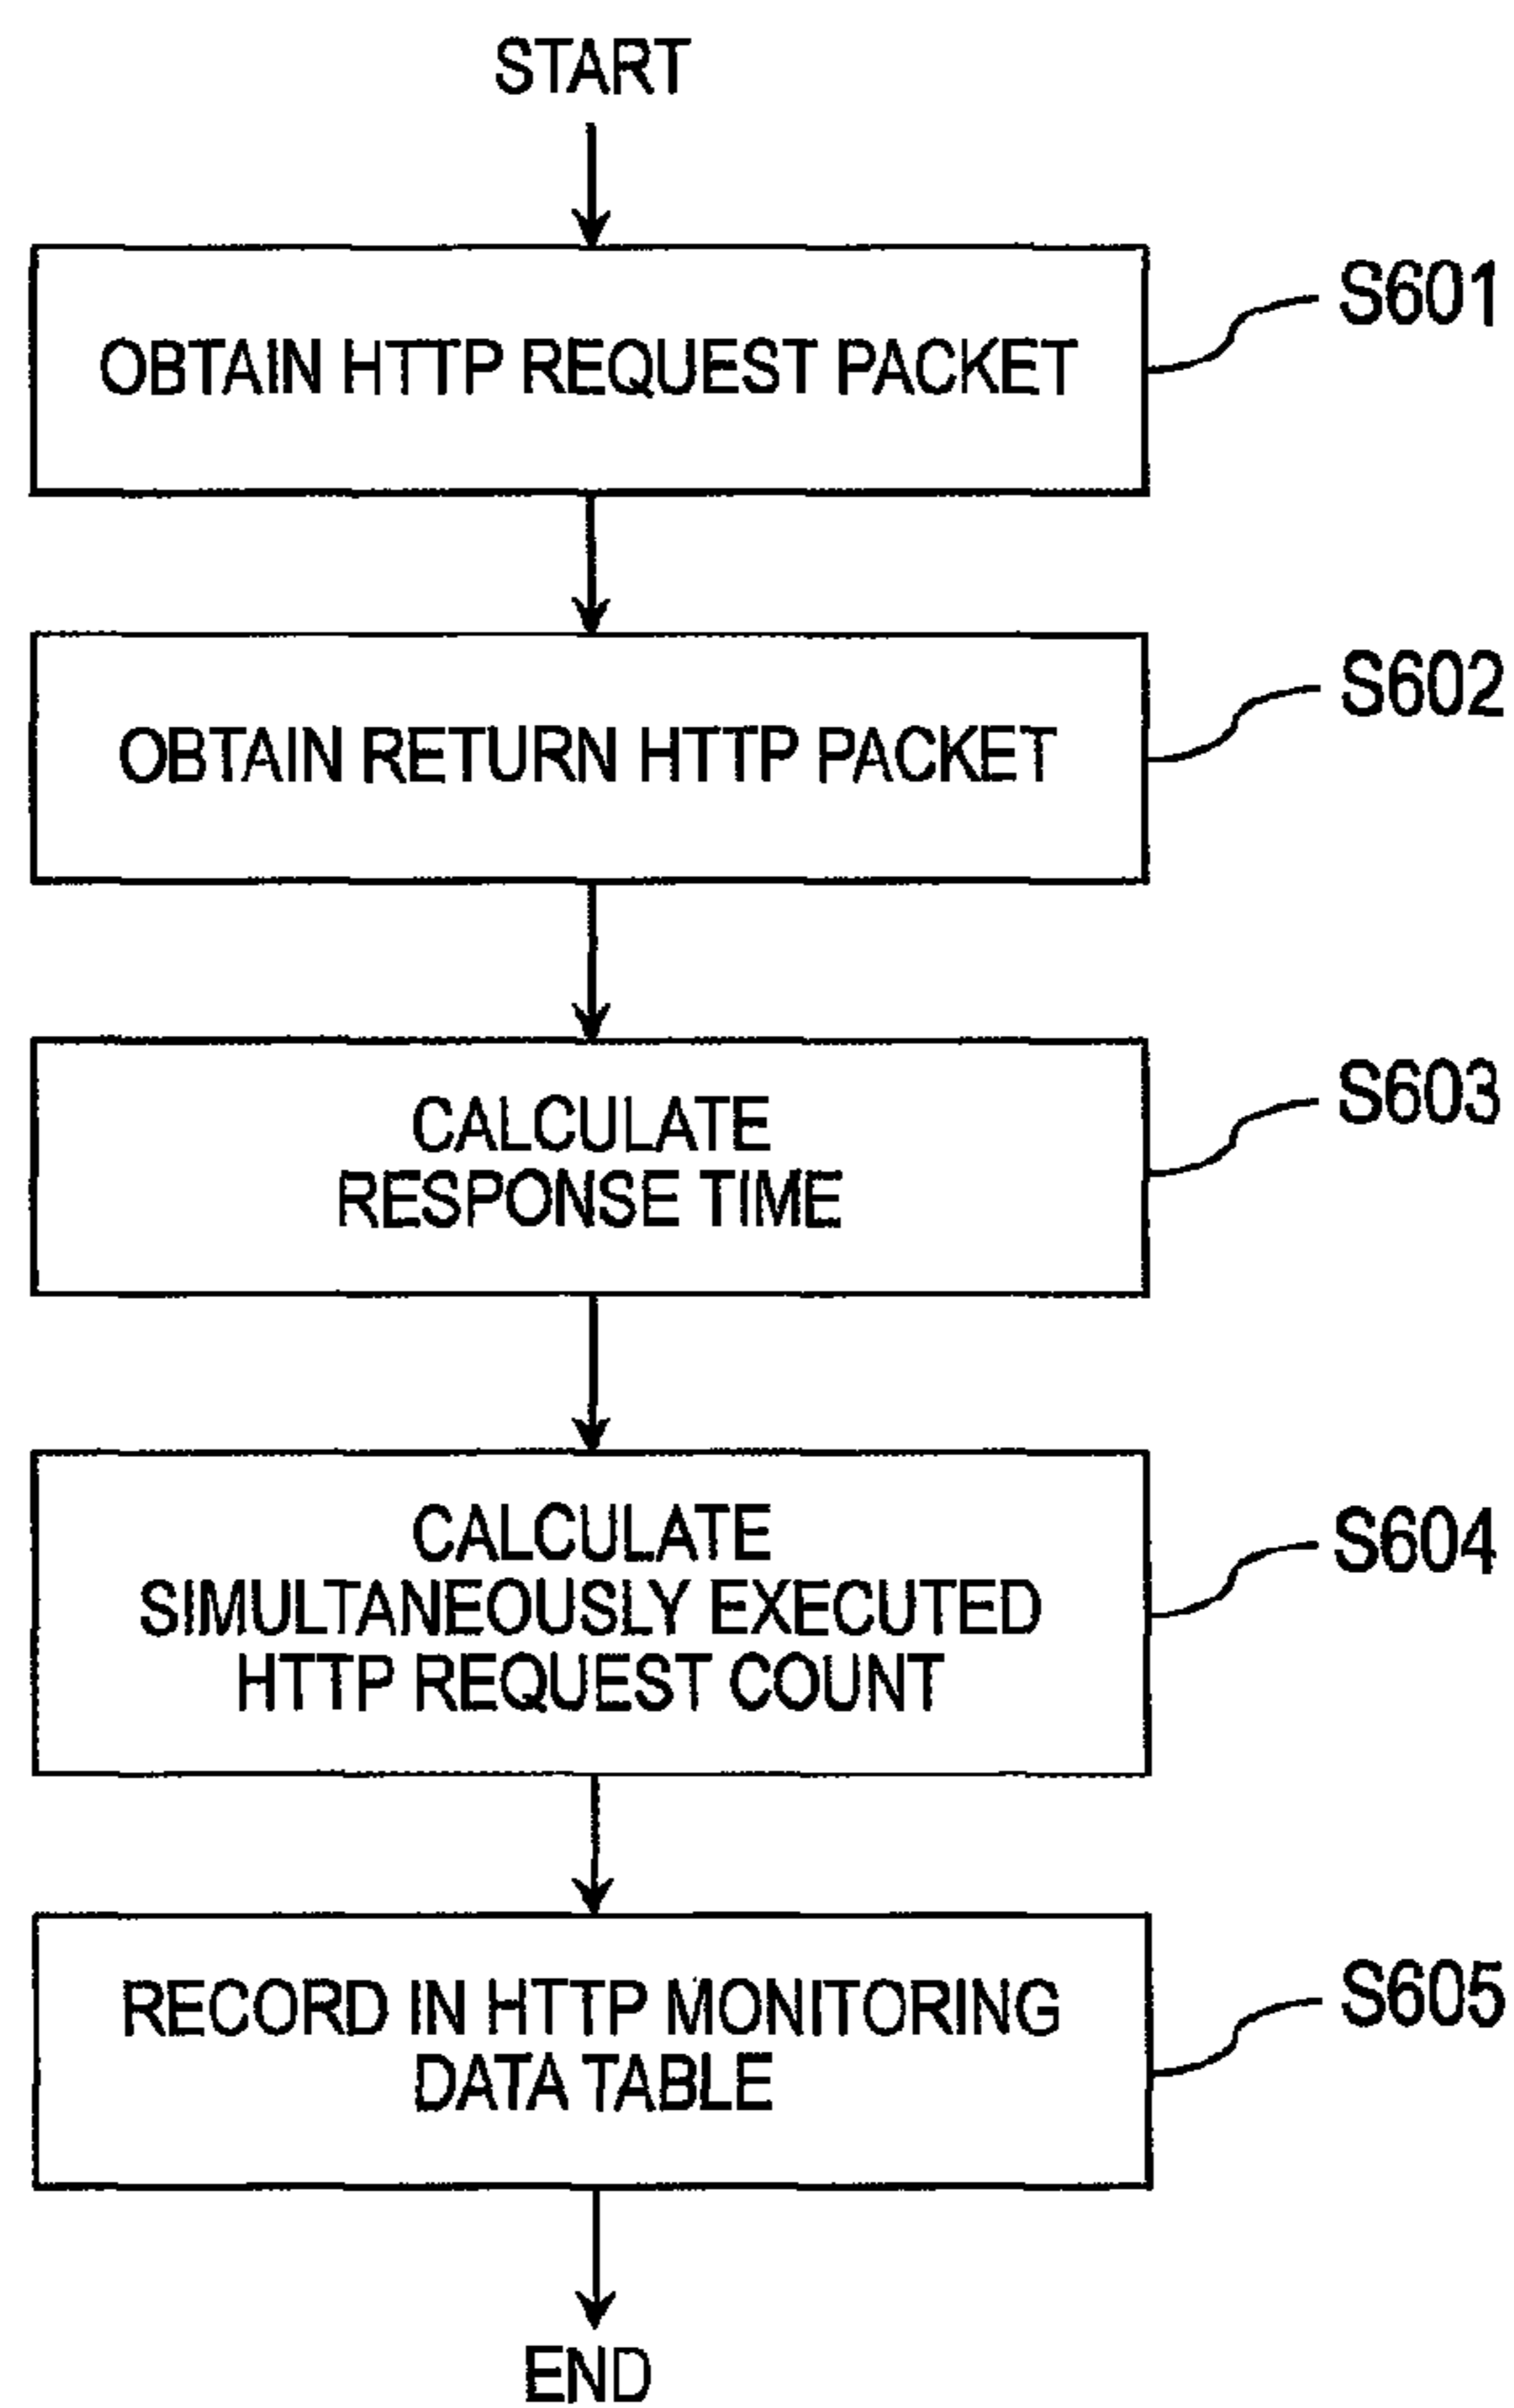 START
OBTAIN HTTP REQUEST PACKET
S601
OBTAIN RETURN HTTP PACKET
S602
CALCULATE
RESPONSE TIME
S603
CALCULATE
SIMULTANEOUSLY EXECUTED
HTTP REQUEST COUNT
S604
RECORD IN HTTP MONITORING
DATA TABLE
S605
END